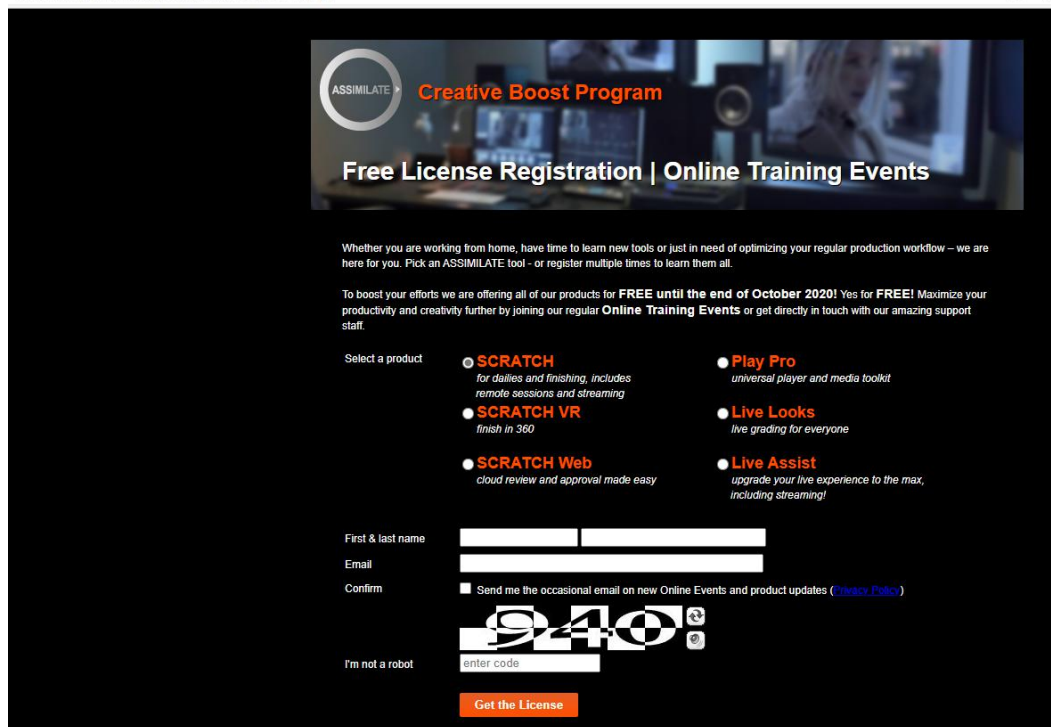 ASSIMILATE
Creative Boost Program
Free License Registration | Online Training Events
Whether you are working from home, have time to learn new tools or just in need of optimizing your regular production workflow – we are
here for you. Pick an ASSIMILATE tool - or register multiple times to learn them all.
To boost your efforts we are offering all of our products for FREE until the end of October 2020! Yes for FREE! Maximize your
productivity and creativity further by joining our regular Online Training Events or get directly in touch with our amazing support
staff.
Select a product
SCRATCH
for dailies and finishing, includes
remote sessions and streaming
Play Pro
universal player and media toolkit
SCRATCH VR
finish in 360
Live Looks
live grading for everyone
SCRATCH Web
cloud review and approval made easy
Live Assist
upgrade your live experience to the max,
including streaming!
First & last name
Email
Confirm
Send me the occasional email on new Online Events and product updates (Privacy Policy)
940
I'm not a robot
enter code
Get the License